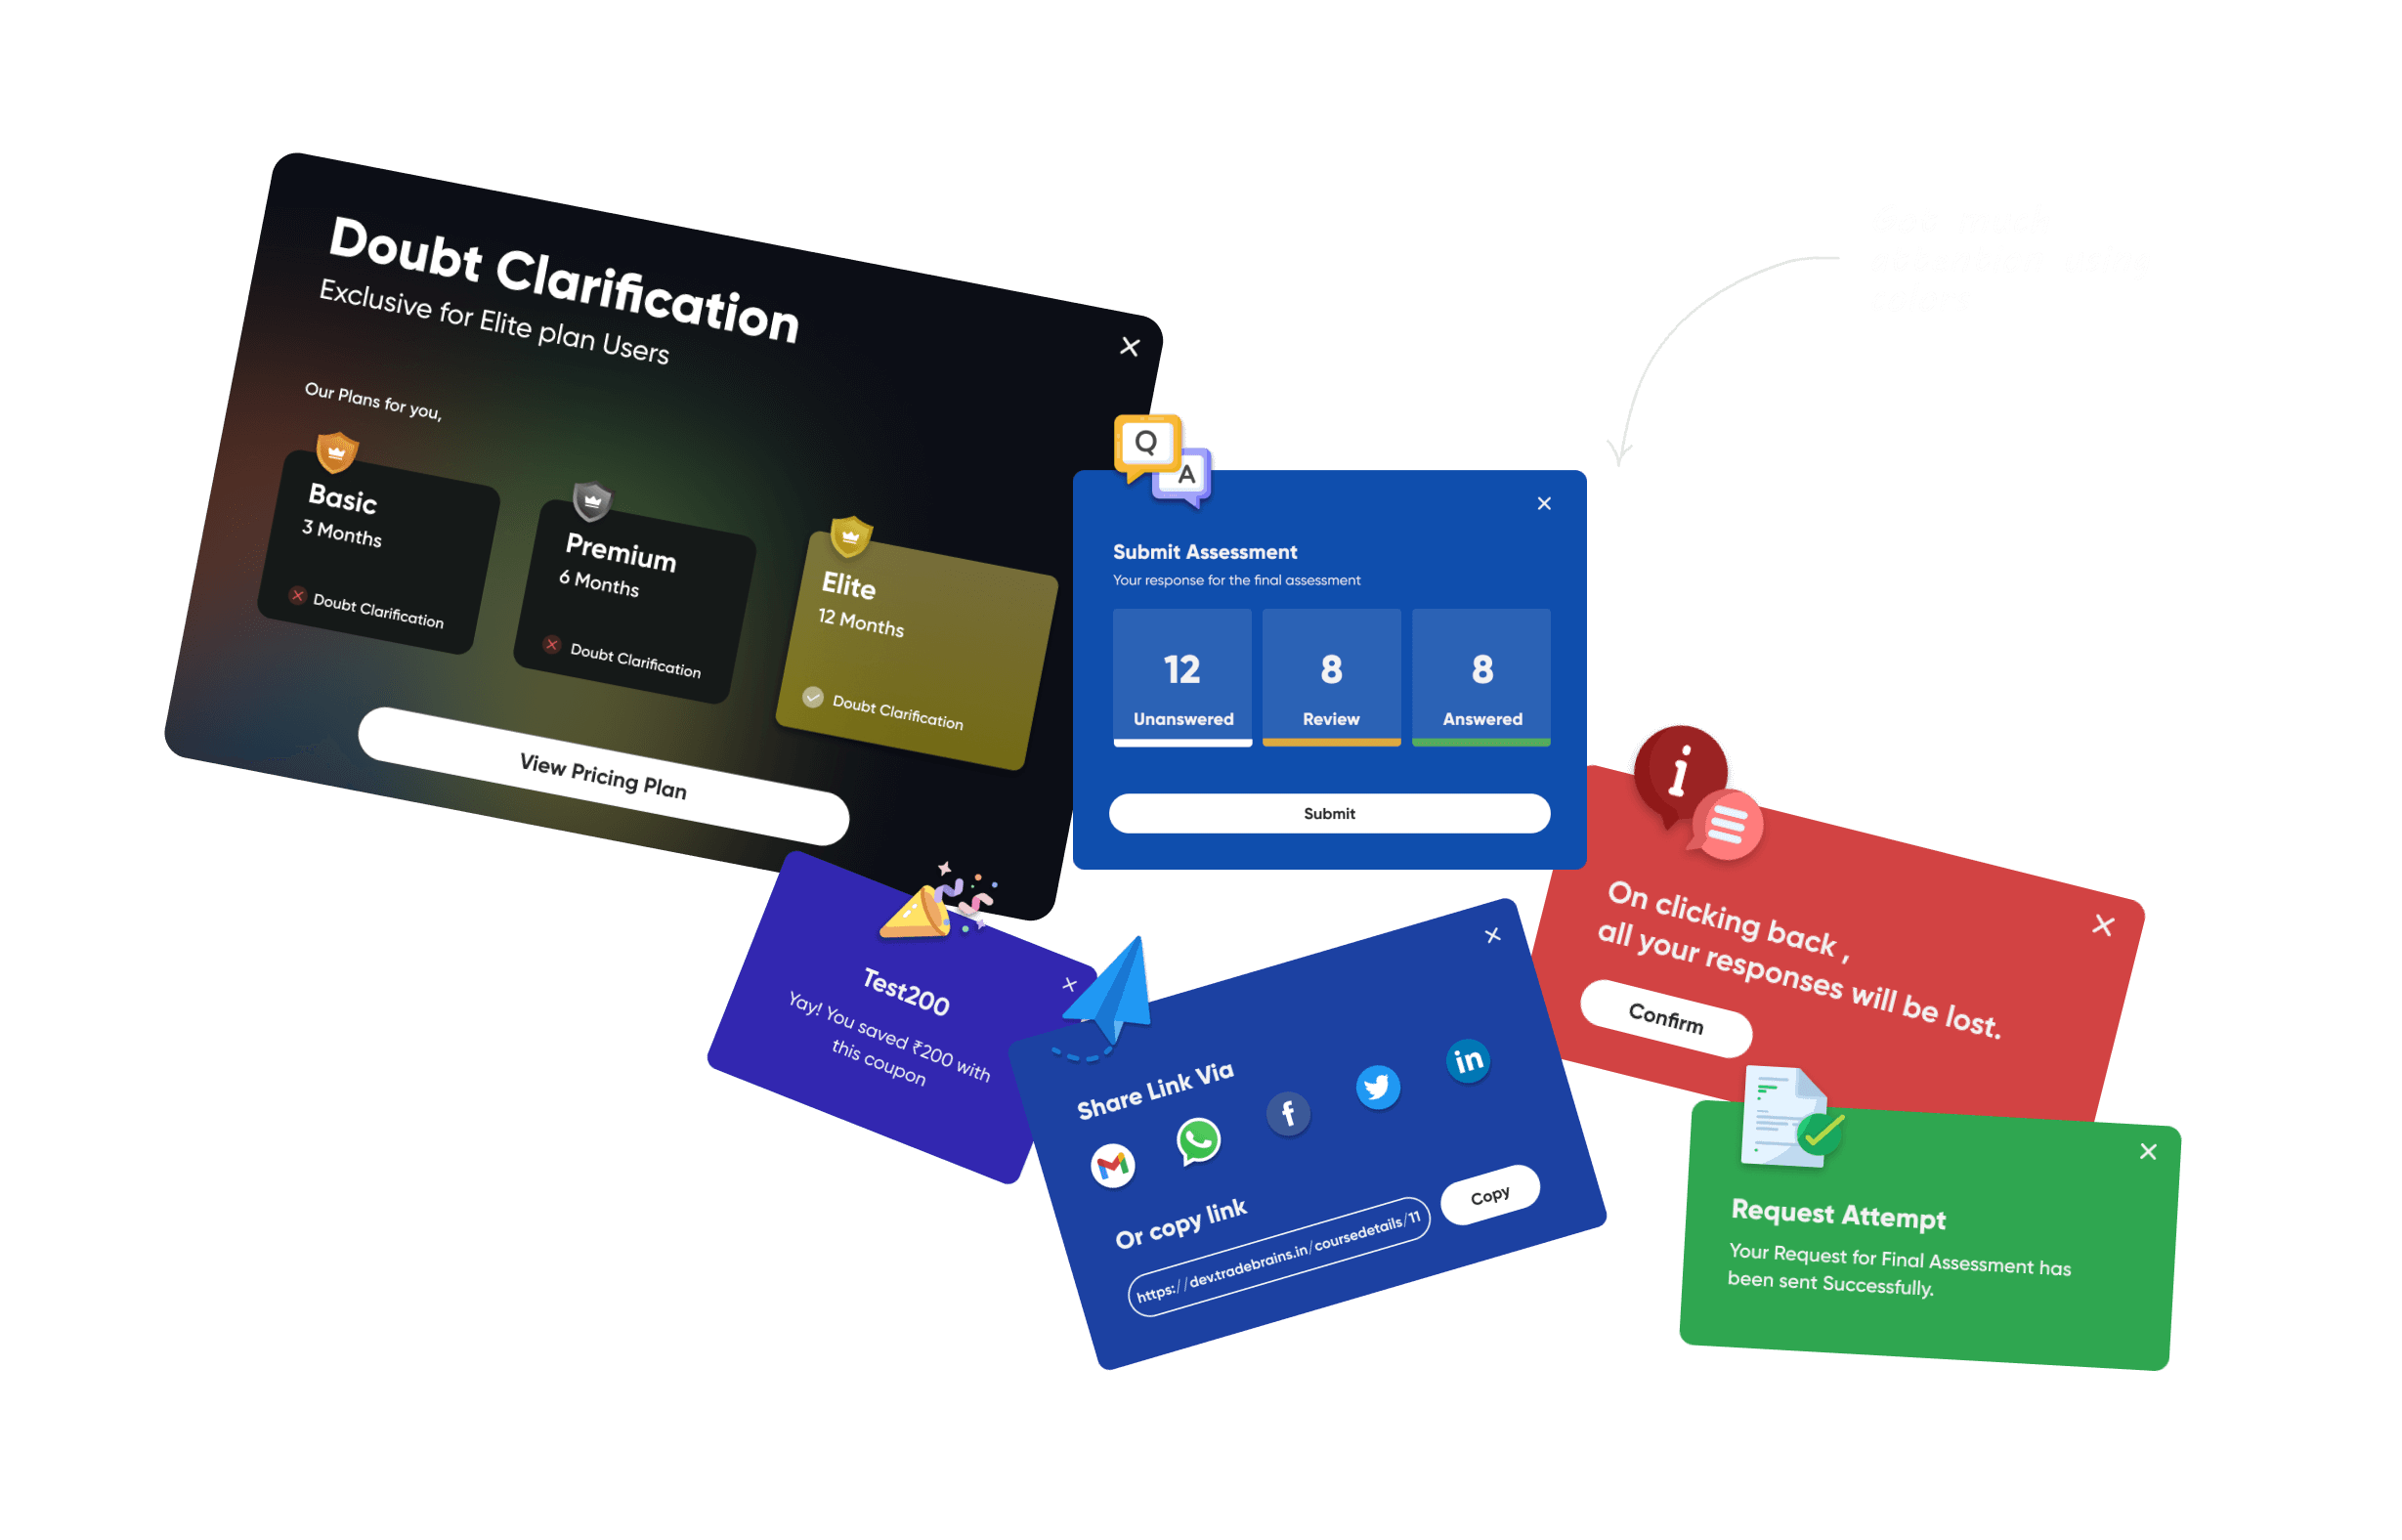 Doubt Clarification
Exclusive for Elite plan Users
Our Plans for you,
Basic
3 Months
Doubt Clarification
Premium
6 Months
Doubt Clarification
Elite
12 Months
Doubt Clarification
View Pricing Plan
Q
A
Submit Assessment
Your response for the final assessment
12
Unanswered
8
Review
8
Answered
Submit
i
On clicking back ,
all your responses will be lost.
Confirm
Test200
Yay! You saved ₹200 with
this coupon
Share Link Via
f
in
Or copy link
https://dev.tradebrains.in/coursedetails/11
Copy
Request Attempt
Your Request for Final Assessment has
been sent Successfully.